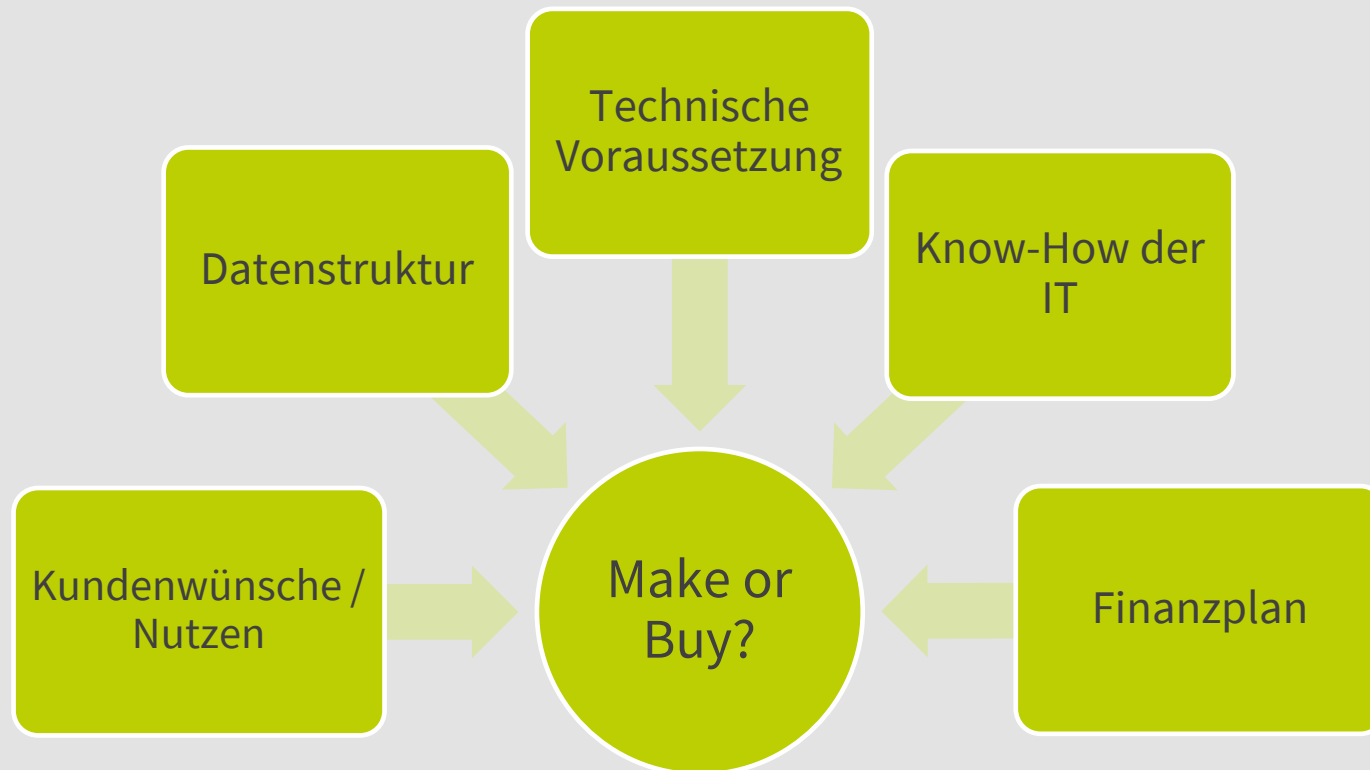 Technische
Voraussetzung
Datenstruktur
Know-How der
IT
Kundenwünsche /
Nutzen
Make or
Buy?
Finanzplan